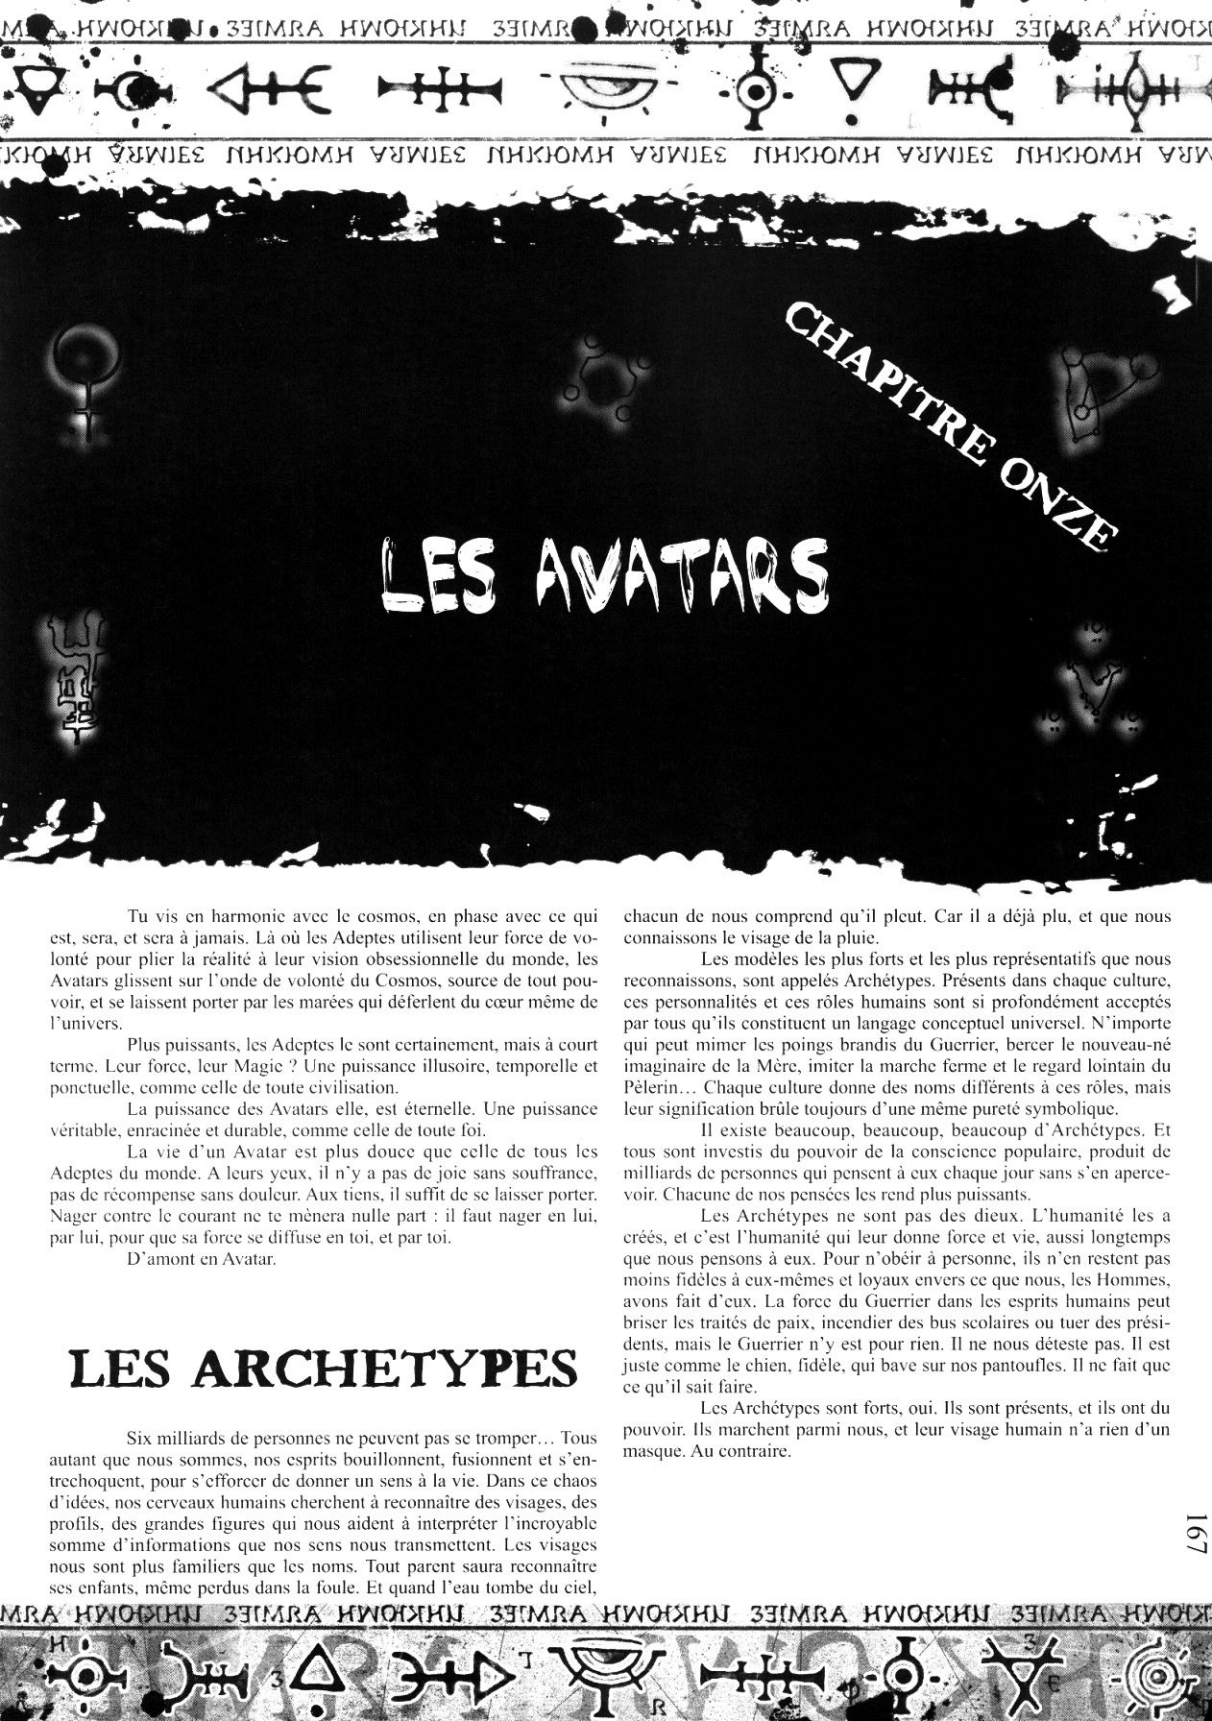 CHAPITRE ONZE
LES AVATARS
Tu vis en harmonie avec le cosmos, en phase avec ce qui
est, sera, et sera à jamais. Là où les Adeptes utilisent leur force de vo-
lonté pour plier la réalité à leur vision obsessionnelle du monde, les
Avatars glissent sur l'onde de volonté du Cosmos, source de tout pou-
voir, et se laissent porter par les marées qui déferlent du cœur même de
l'univers.
Plus puissants, les Adeptes le sont certainement, mais à court
terme. Leur force, leur Magie ? Une puissance illusoire, temporelle et
ponctuelle, comme celle de toute civilisation.
La puissance des Avatars elle, est éternelle. Une puissance
véritable, enracinée et durable, comme celle de toute foi.
La vie d'un Avatar est plus douce que celle de tous les
Adeptes du monde. A leurs yeux, il n'y a pas de joie sans souffrance,
pas de récompense sans douleur. Aux tiens, il suffit de se laisser porter.
Nager contre le courant ne te mènera nulle part : il faut nager en lui,
par lui, pour que sa force se diffuse en toi, et par toi.
D'amont en Avatar.
LES ARCHETYPES
Six milliards de personnes ne peuvent pas se tromper… Tous
autant que nous sommes, nos esprits bouillonnent, fusionnent et s'en-
trechoquent, pour s'efforcer de donner un sens à la vie. Dans ce chaos
d'idées, nos cerveaux humains cherchent à reconnaître des visages, des
profils, des grandes figures qui nous aident à interpréter l'incroyable
somme d'informations que nos sens nous transmettent. Les visages
nous sont plus familiers que les noms. Tout parent saura reconnaître
ses enfants, même perdus dans la foule. Et quand l'eau tombe du ciel,
chacun de nous comprend qu'il pleut. Car il a déjà plu, et que nous
connaissons le visage de la pluie.
Les modèles les plus forts et les plus représentatifs que nous
reconnaissons, sont appelés Archétypes. Présents dans chaque culture,
ces personnalités et ces rôles humains sont si profondément acceptés
par tous qu'ils constituent un langage conceptuel universel. N'importe
qui peut mimer les poings brandis du Guerrier, bercer le nouveau-né
imaginaire de la Mère, imiter la marche ferme et le regard lointain du
Pèlerin… Chaque culture donne des noms différents à ces rôles, mais
leur signification brûle toujours d'une même pureté symbolique.
Il existe beaucoup, beaucoup, beaucoup d'Archétypes. Et
tous sont investis du pouvoir de la conscience populaire, produit de
milliards de personnes qui pensent à eux chaque jour sans s'en aperce-
voir. Chacune de nos pensées les rend plus puissants.
Les Archétypes ne sont pas des dieux. L'humanité les a
créés, et c'est l'humanité qui leur donne force et vie, aussi longtemps
que nous pensons à eux. Pour n'obéir à personne, ils n'en restent pas
moins fidèles à eux-mêmes et loyaux envers ce que nous, les Hommes,
avons fait d'eux. La force du Guerrier dans les esprits humains peut
briser les traités de paix, incendier des bus scolaires ou tuer des prési-
dents, mais le Guerrier n'y est pour rien. Il ne nous déteste pas. Il est
juste comme le chien, fidèle, qui bave sur nos pantoufles. Il ne fait que
ce qu'il sait faire.
Les Archétypes sont forts, oui. Ils sont présents, et ils ont du
pouvoir. Ils marchent parmi nous, et leur visage humain n'a rien d'un
masque. Au contraire.
167